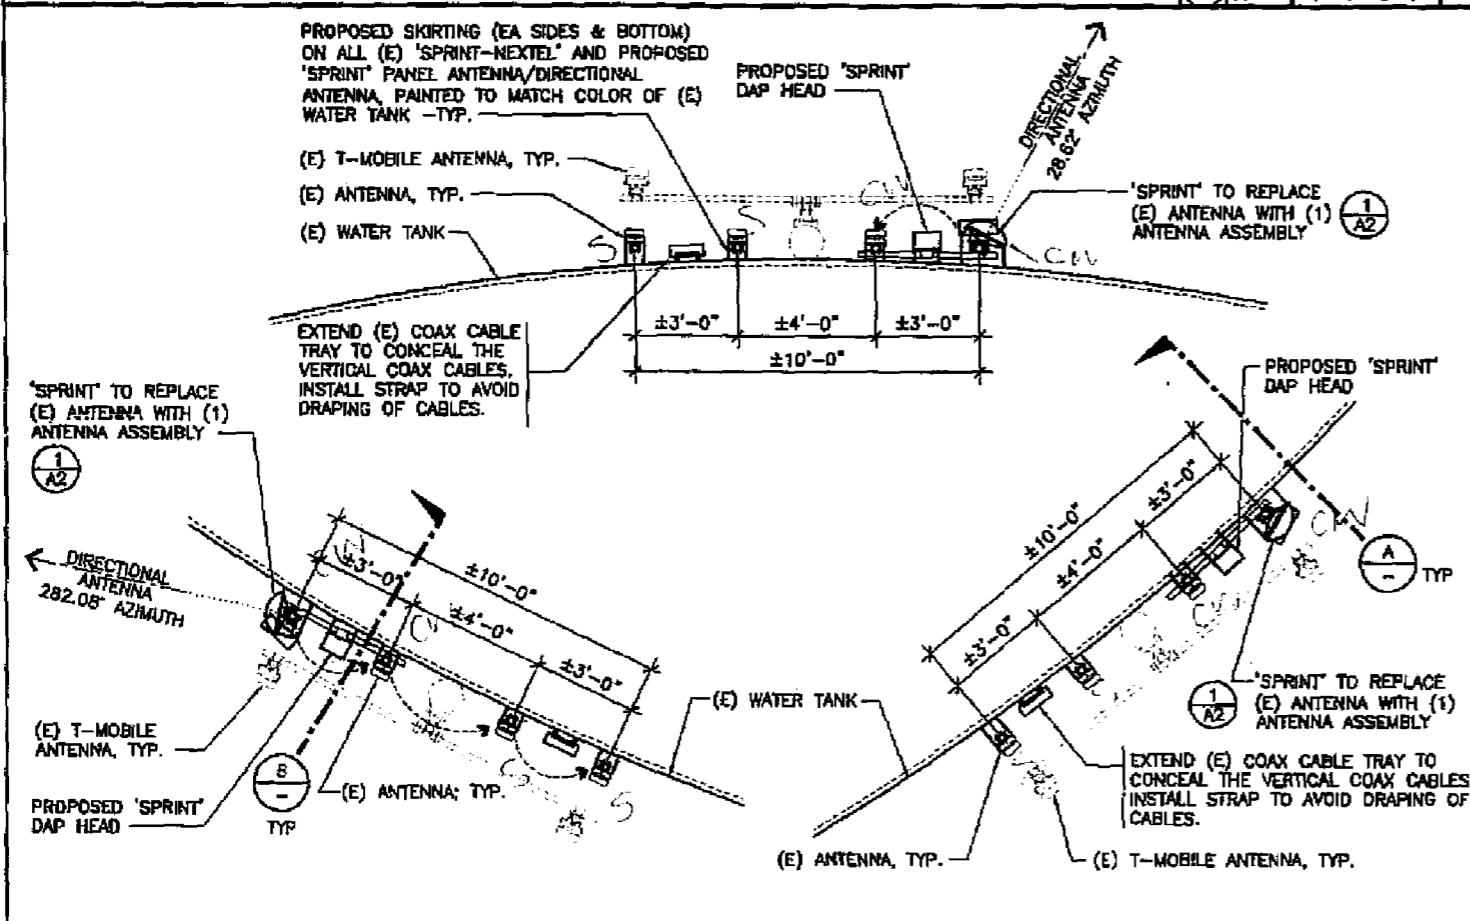 PROPOSED SKIRTING (EA SIDES & BOTTOM)
ON ALL (E) 'SPRINT-NEXTEL' AND PROPOSED
'SPRINT' PANEL ANTENNA/DIRECTIONAL
ANTENNA, PAINTED TO MATCH COLOR OF (E)
WATER TANK -TYP.
PROPOSED 'SPRINT'
DAP HEAD
DIRECTIONAL
ANTENNA
28.62° AZIMUTH
(E) T-MOBILE ANTENNA, TYP.
(E) ANTENNA, TYP.
(E) WATER TANK
'SPRINT' TO REPLACE
(E) ANTENNA WITH (1)
ANTENNA ASSEMBLY
1
A2
S
S
CW
CW
±3'-0"
±4'-0"
±3'-0"
±10'-0"
EXTEND (E) COAX CABLE
TRAY TO CONCEAL THE
VERTICAL COAX CABLES.
INSTALL STRAP TO AVOID
DRAPING OF CABLES.
'SPRINT' TO REPLACE
(E) ANTENNA WITH (1)
ANTENNA ASSEMBLY
1
A2
DIRECTIONAL
ANTENNA
282.08° AZIMUTH
±3'-0"
±10'-0"
±4'-0"
±3'-0"
(E) T-MOBILE
ANTENNA, TYP.
PROPOSED 'SPRINT'
DAP HEAD
B
-
TYP
(E) ANTENNA, TYP.
S
S
(E) WATER TANK
PROPOSED 'SPRINT'
DAP HEAD
±10'-0"
±3'-0"
±4'-0"
±3'-0"
CW
CW
A
-
TYP
1
A2
'SPRINT' TO REPLACE
(E) ANTENNA WITH (1)
ANTENNA ASSEMBLY
EXTEND (E) COAX CABLE TRAY TO
CONCEAL THE VERTICAL COAX CABLES
INSTALL STRAP TO AVOID DRAPING OF
CABLES.
(E) ANTENNA, TYP.
(E) T-MOBILE ANTENNA, TYP.